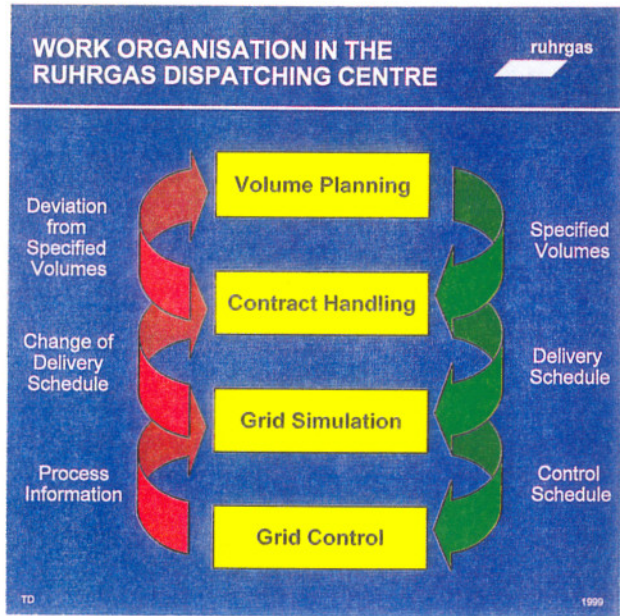 WORK ORGANISATION IN THE
RUHRGAS DISPATCHING CENTRE
ruhrgas
Volume Planning
Deviation
from
Specified
Volumes
Specified
Volumes
Contract Handling
Change of
Delivery
Schedule
Delivery
Schedule
Grid Simulation
Process
Information
Control
Schedule
Grid Control
TD
1999